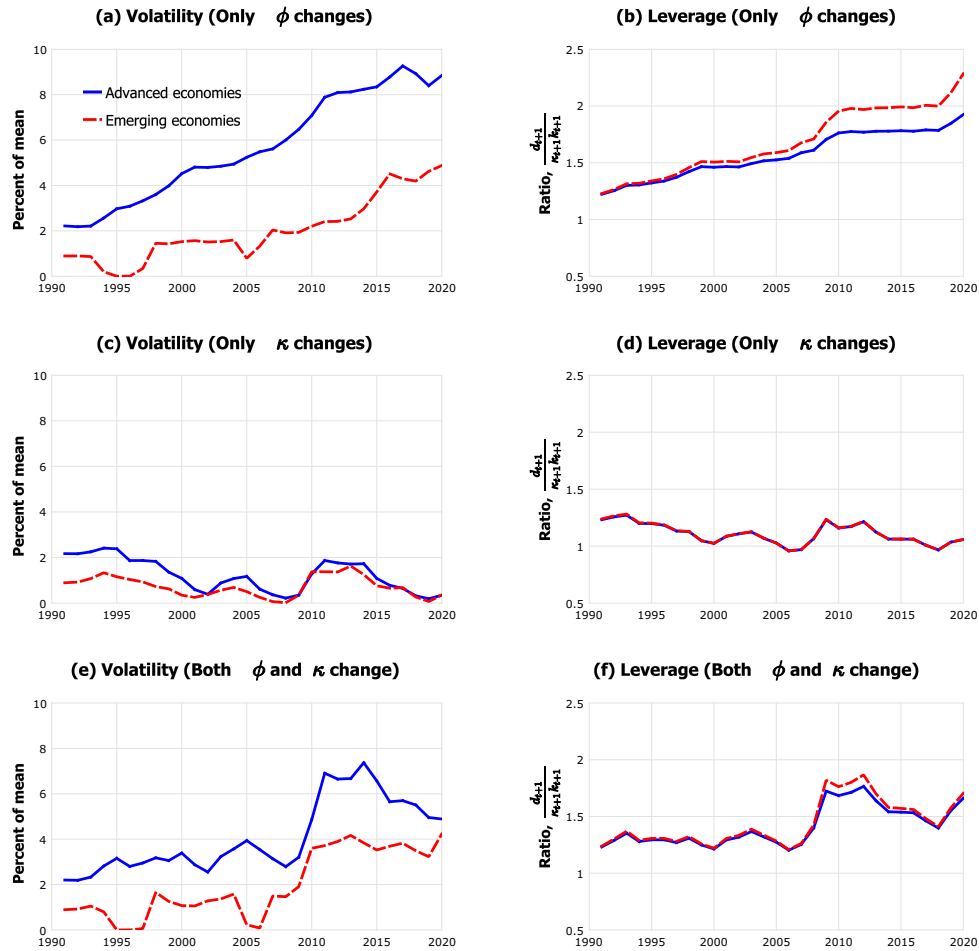 (a) Volatility (Only ϕ changes)
Percent of mean
10
8
6
4
2
0
Advanced economies
Emerging economies
1990 1995 2000 2005 2010 2015 2020
(b) Leverage (Only ϕ changes)
Ratio, d_{t+1} / κ_{t+1}k_{t+1}
2.5
2
1.5
1
0.5
1990 1995 2000 2005 2010 2015 2020
(c) Volatility (Only κ changes)
Percent of mean
10
8
6
4
2
0
1990 1995 2000 2005 2010 2015 2020
(d) Leverage (Only κ changes)
Ratio, d_{t+1} / κ_{t+1}k_{t+1}
2.5
2
1.5
1
0.5
1990 1995 2000 2005 2010 2015 2020
(e) Volatility (Both ϕ and κ change)
Percent of mean
10
8
6
4
2
0
1990 1995 2000 2005 2010 2015 2020
(f) Leverage (Both ϕ and κ change)
Ratio, d_{t+1} / κ_{t+1}k_{t+1}
2.5
2
1.5
1
0.5
1990 1995 2000 2005 2010 2015 2020